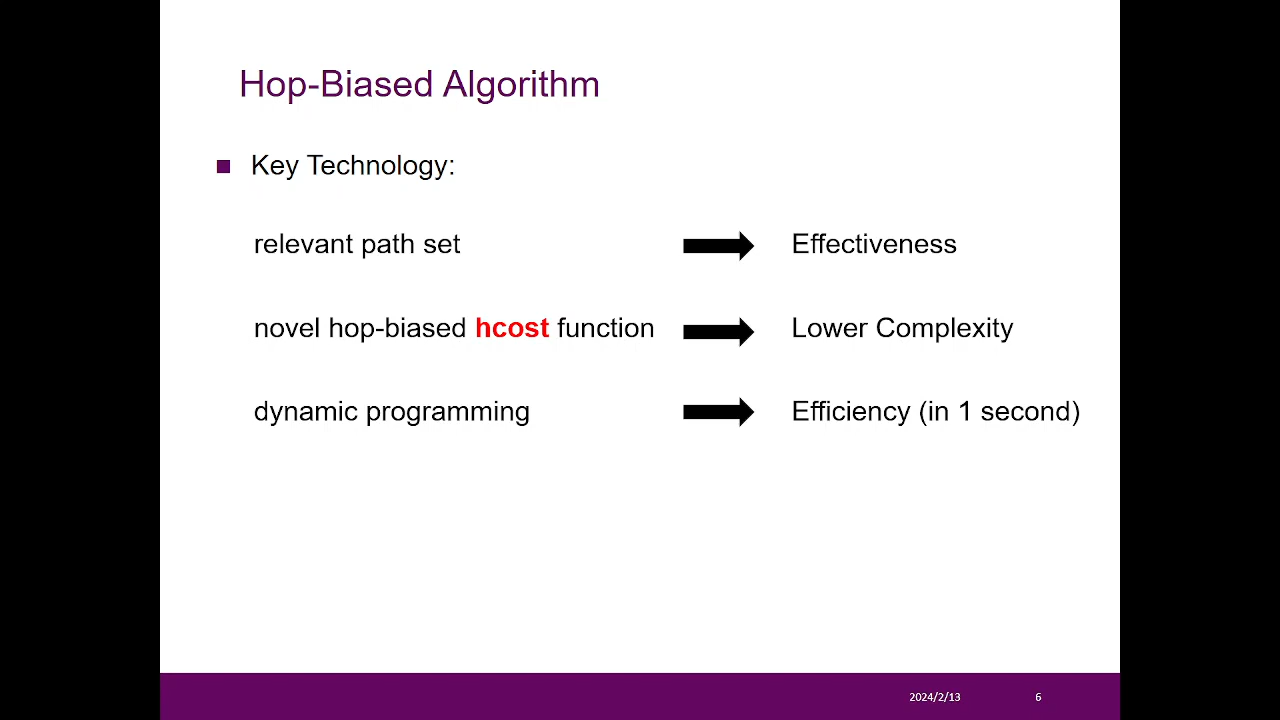 Hop-Biased Algorithm
Key Technology:
relevant path set Effectiveness
novel hop-biased hcost function Lower Complexity
dynamic programming Efficiency (in 1 second)
2024/2/13 6